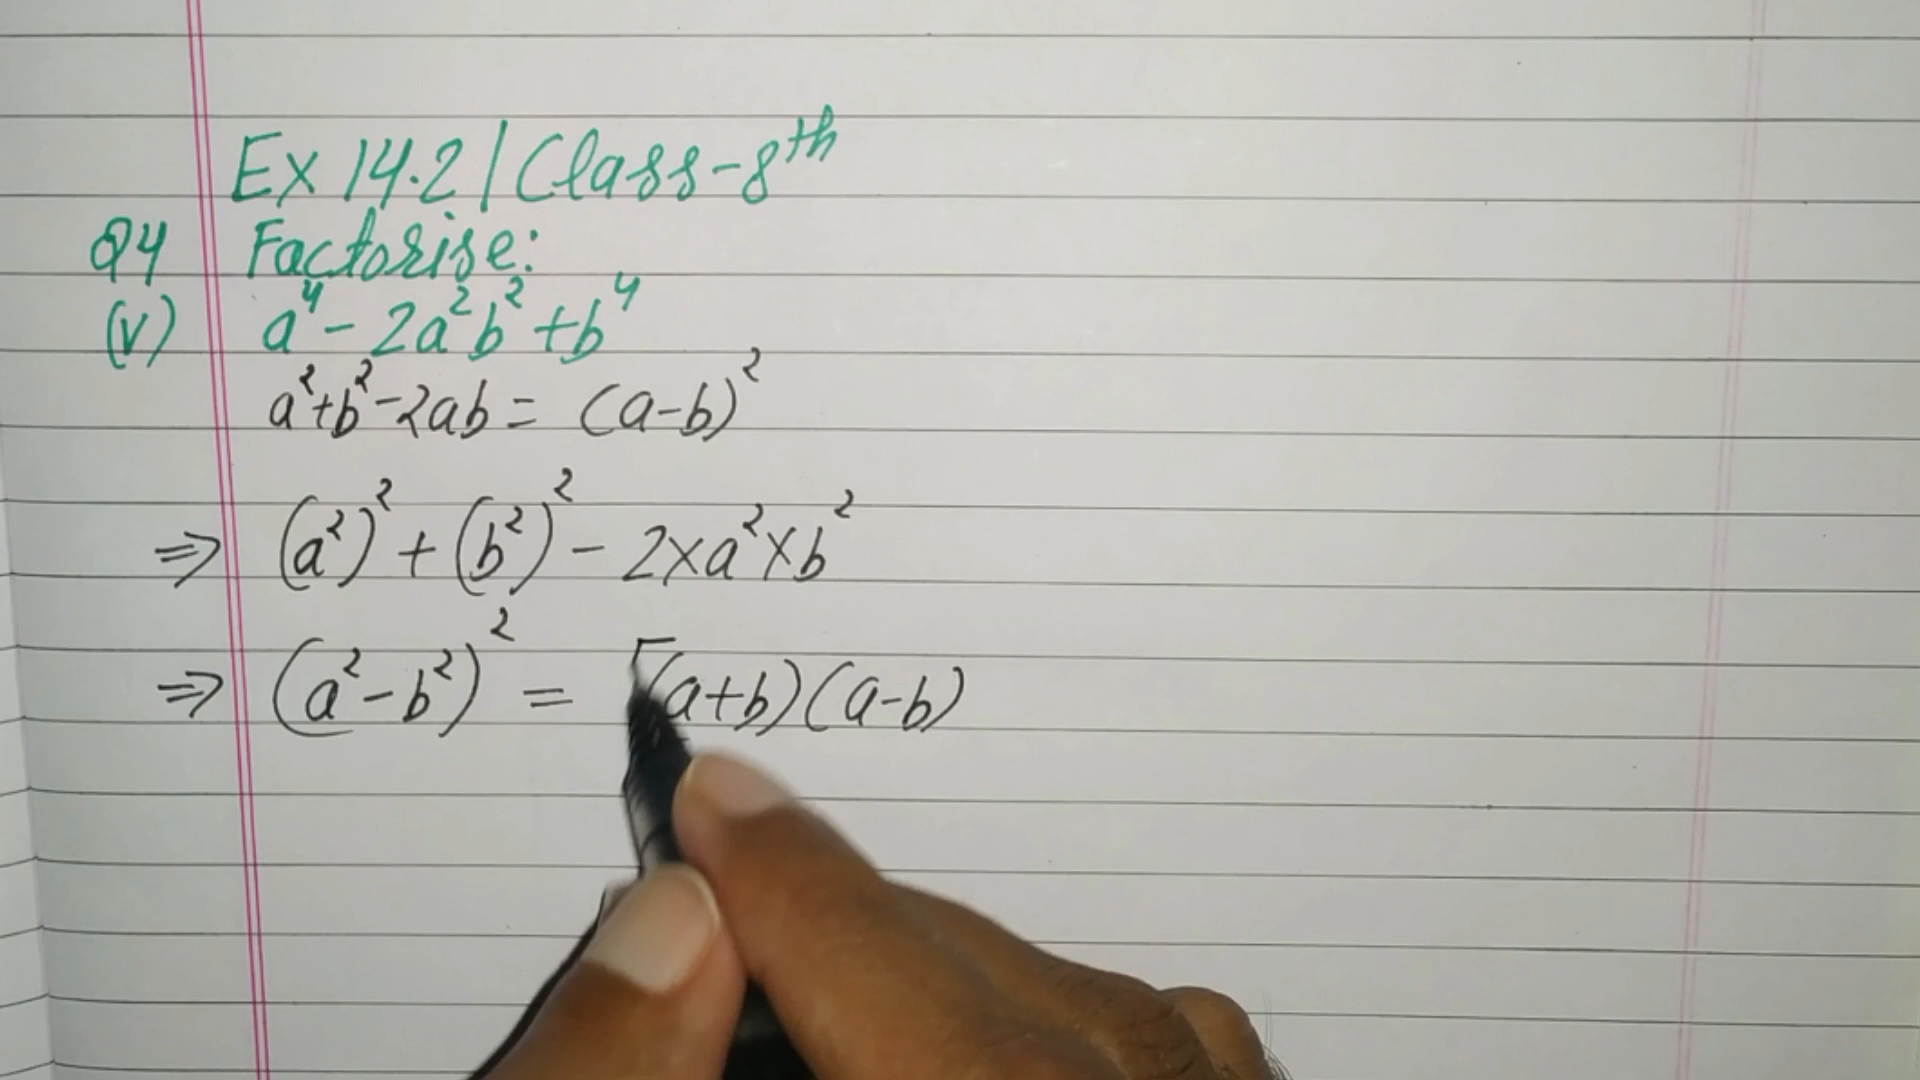 Ex 14.2 | Class-8th
Q4 Factorise:
(v) a⁴ - 2a²b² + b⁴
a² + b² - 2ab = (a-b)²
⇒ (a²)² + (b²)² - 2×a²×b²
⇒ (a² - b²)² = [(a+b)(a-b)